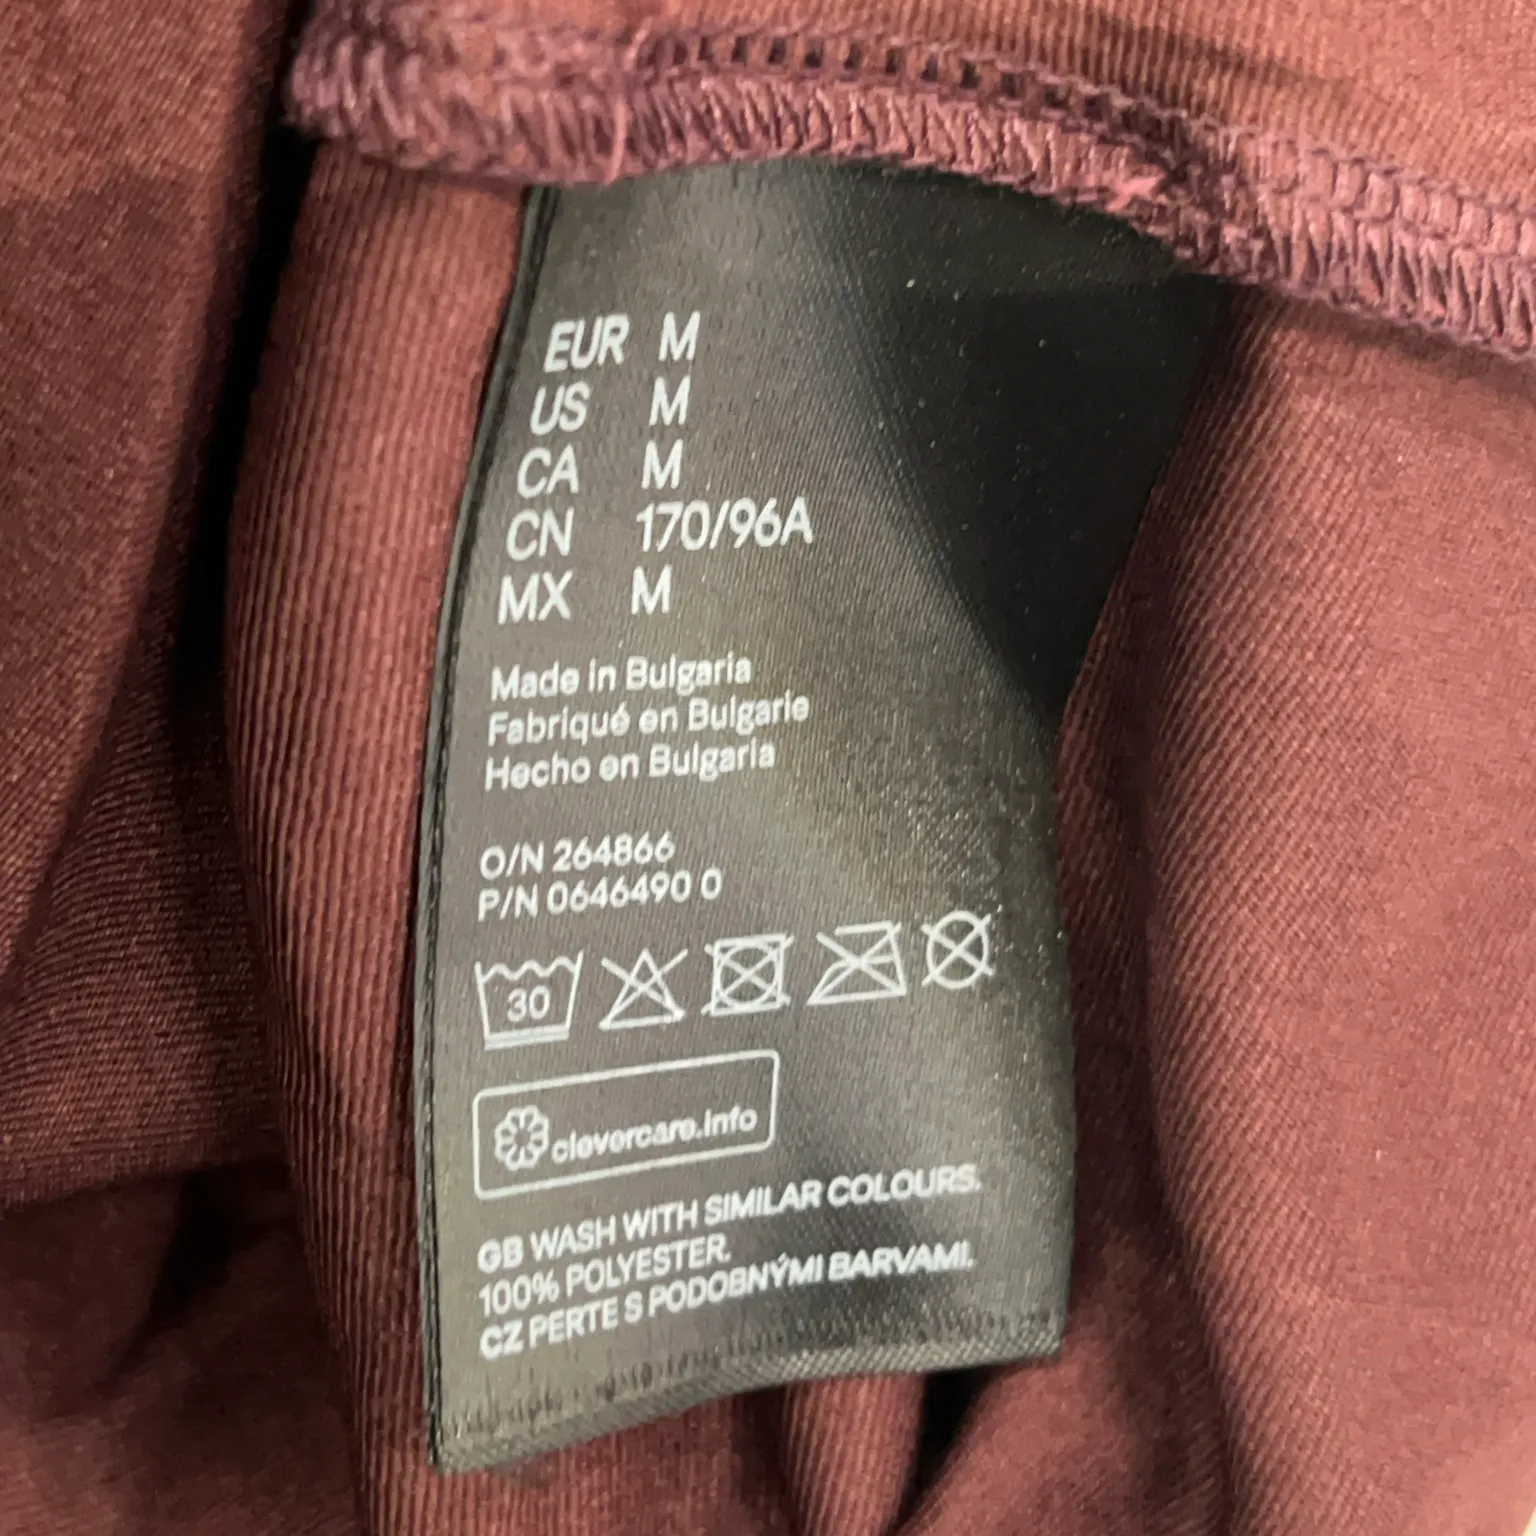 EUR M
US M
CA M
CN 170/96A
MX M
Made in Bulgaria
Fabriqué en Bulgarie
Hecho en Bulgaria
O/N 264866
P/N 0646490 0
30
clevercare.info
GB WASH WITH SIMILAR COLOURS.
100% POLYESTER.
CZ PERTE S PODOBNÝMI BARVAMI.